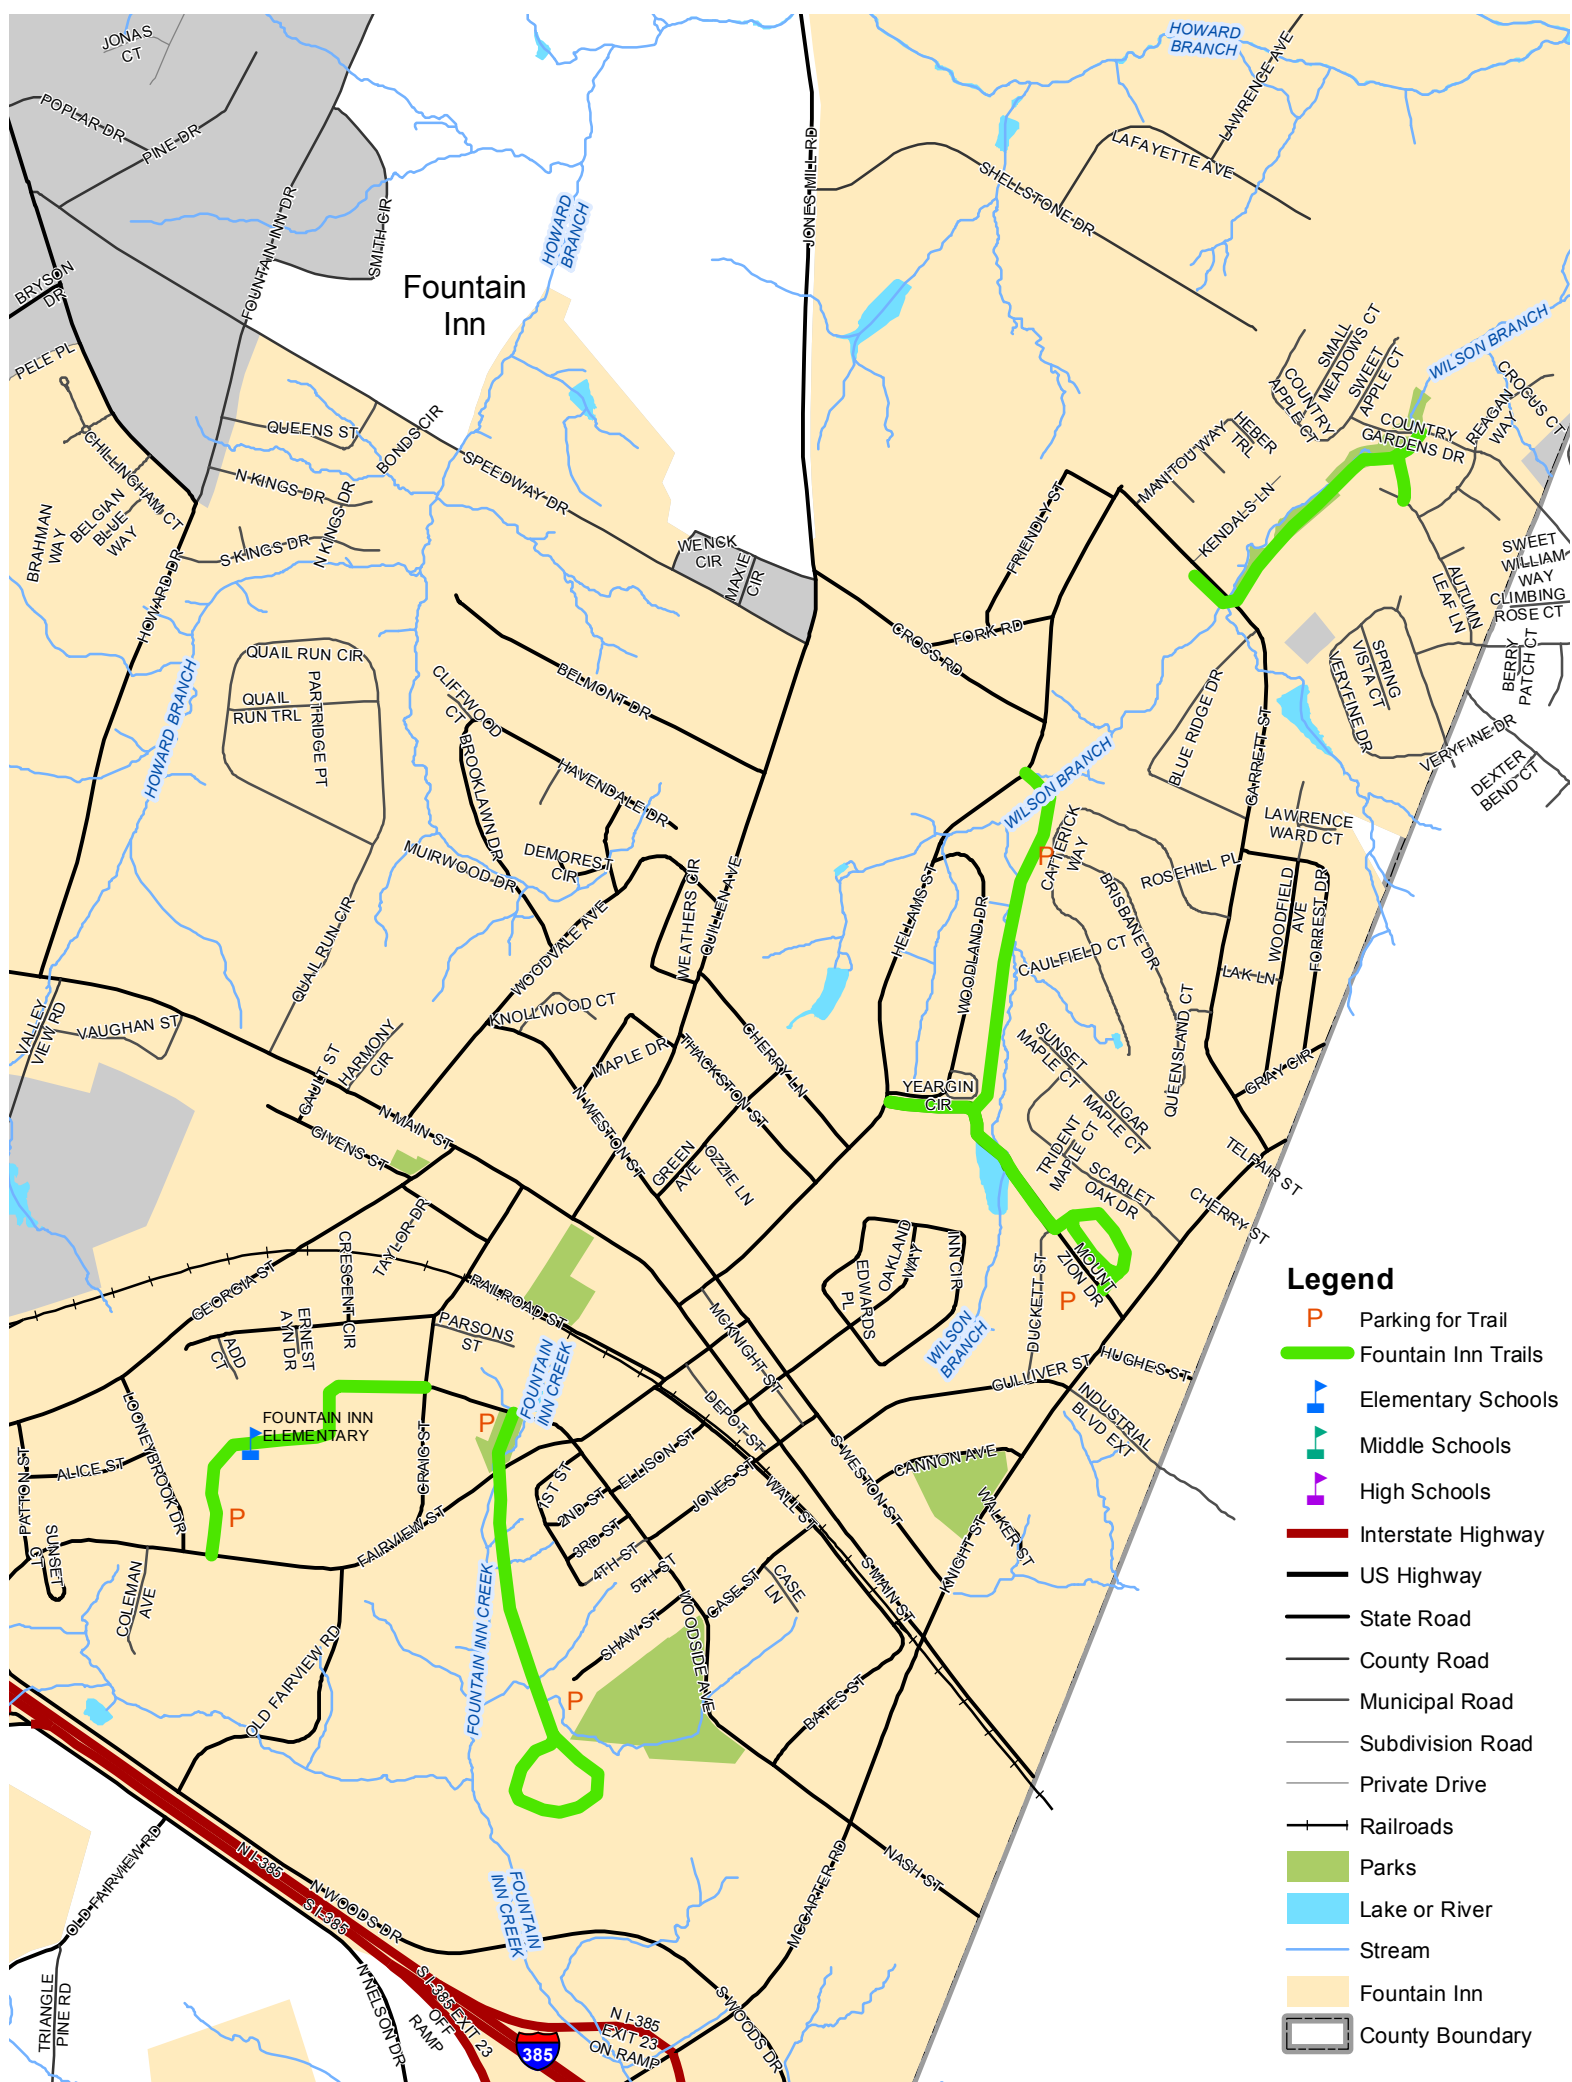 JONAS
CT
HOWARD
BRANCH
POPLAR DR
PINE DR
LAWRENCE AVE
LAFAYETTE AVE
JONES MILL RD
SHELLSTONE DR
FOUNTAIN INN DR
SMITH CIR
HOWARD
BRANCH
BRYSON
DR
Fountain
Inn
PELE PL
SMALL
MEADOWS CT
SWEET
APPLE CT
COUNTRY
APPLE CT
WILSON BRANCH
CROCUS CT
REAGAN
WAY
COUNTRY
GARDENS DR
HEBER
TRL
MANITOU WAY
KENDALS LN
QUEENS ST
BONDS CIR
SPEEDWAY DR
CHILLINGHAM CT
BELGIAN
BLUE
WAY
BRAHMAN
WAY
N KINGS DR
N KINGS DR
S KINGS DR
HOWARD DR
WENCK
CIR
MAXIE
CIR
FRIENDLY ST
FORK RD
CROSS RD
SWEET
WILLIAM
WAY
CLIMBING
ROSE CT
AUTUMN
LEAF LN
BERRY
PATCH CT
SPRING
VISTA CT
VERYFINE DR
VERYFINE DR
DEXTER
BEND CT
QUAIL RUN CIR
QUAIL
RUN TRL
PARTRIDGE PT
HOWARD BRANCH
BELMONT DR
CLIFFWOOD
CT
BROOKLAWN DR
HAVENDALE DR
BLUE RIDGE DR
GARRETT ST
WILSON BRANCH
LAWRENCE
WARD CT
MUIRWOOD DR
DEMOREST
CIR
P
CATTERICK
WAY
ROSEHILL PL
BRISBANE DR
WOODFIELD
AVE
FORREST DR
WEATHERS CIR
QUILLEN AVE
HELLAMS ST
WOODLAND DR
CAULFIELD CT
LAK LN
QUAIL RUN CIR
WOODVALE AVE
KNOLLWOOD CT
VALLEY
VIEW RD
VAUGHAN ST
GAULT ST
HARMONY
CIR
MAPLE DR
THACKSTON ST
CHERRY LN
QUEENSLAND CT
SUNSET
MAPLE CT
SUGAR
MAPLE CT
GRAY CIR
YEARGIN
CIR
N MAIN ST
GIVENS ST
N WESTON ST
GREEN
AVE
OZZIE LN
TRIDENT
MAPLE CT
SCARLET
OAK DR
TELFAIR ST
CHERRY ST
TAYLOR DR
CRESCENT CIR
GEORGIA ST
RAILROAD ST
EDWARDS
PL
OAKLAND
WAY
INN CIR
MOUNT
ZION DR
P
DUCKETT ST
WILSON
BRANCH
ERNEST
AYN DR
ADD
CT
PARSONS
ST
MCKNIGHT ST
FOUNTAIN
INN CREEK
GULLIVER ST
HUGHES ST
INDUSTRIAL
BLVD EXT
LOONEYBROOK DR
FOUNTAIN INN
ELEMENTARY
P
DEPOT ST
PATTON ST
ALICE ST
CRAIG ST
1ST ST
2ND ST
3RD ST
4TH ST
5TH ST
ELLISON ST
JONES ST
WALL ST
S WESTON ST
CANNON AVE
WALKER ST
P
SUNSET
CT
FAIRVIEW ST
COLEMAN
AVE
FOUNTAIN INN CREEK
CASE ST
CASE
LN
S MAIN ST
KNIGHT ST
SHAW ST
WOODSIDE AVE
OLD FAIRVIEW RD
P
BATES ST
OLD FAIRVIEW RD
N I-385
S I-385
N WOODS DR
FOUNTAIN
INN CREEK
MCCARTER RD
NASH ST
TRIANGLE
PINE RD
N NELSON DR
S I-385 EXIT 23
OFF
RAMP
385
N I-385
EXIT 23
ON RAMP
S WOODS DR
Legend
P Parking for Trail
Fountain Inn Trails
Elementary Schools
Middle Schools
High Schools
Interstate Highway
US Highway
State Road
County Road
Municipal Road
Subdivision Road
Private Drive
Railroads
Parks
Lake or River
Stream
Fountain Inn
County Boundary